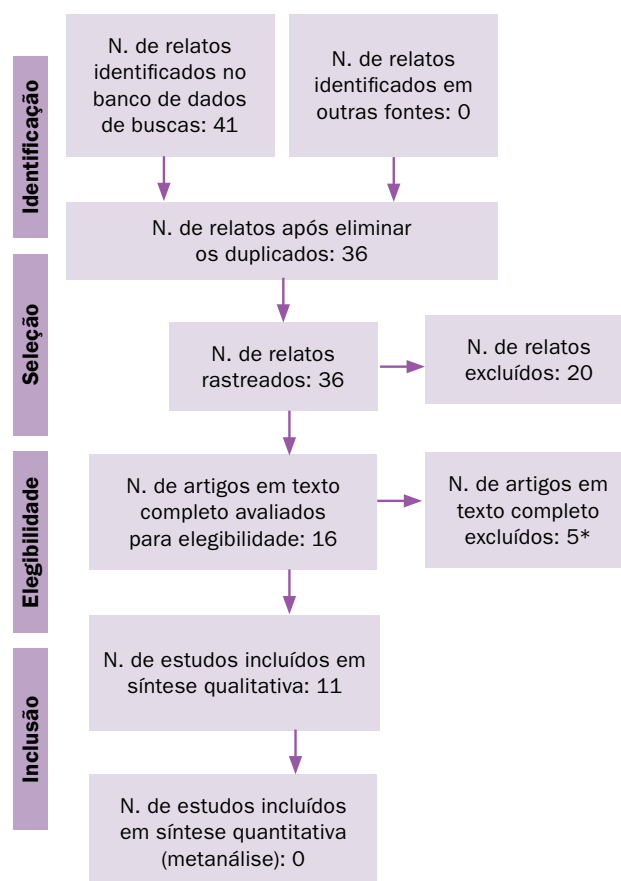 Identificação
N. de relatos
identificados no
banco de dados
de buscas: 41
N. de relatos
identificados em
outras fontes: 0
N. de relatos após eliminar
os duplicados: 36
Seleção
N. de relatos
rastreados: 36
N. de relatos
excluídos: 20
Elegibilidade
N. de artigos em texto
completo avaliados
para elegibilidade: 16
N. de artigos em
texto completo
excluídos: 5*
Inclusão
N. de estudos incluídos em
síntese qualitativa: 11
N. de estudos incluídos
em síntese quantitativa
(metanálise): 0